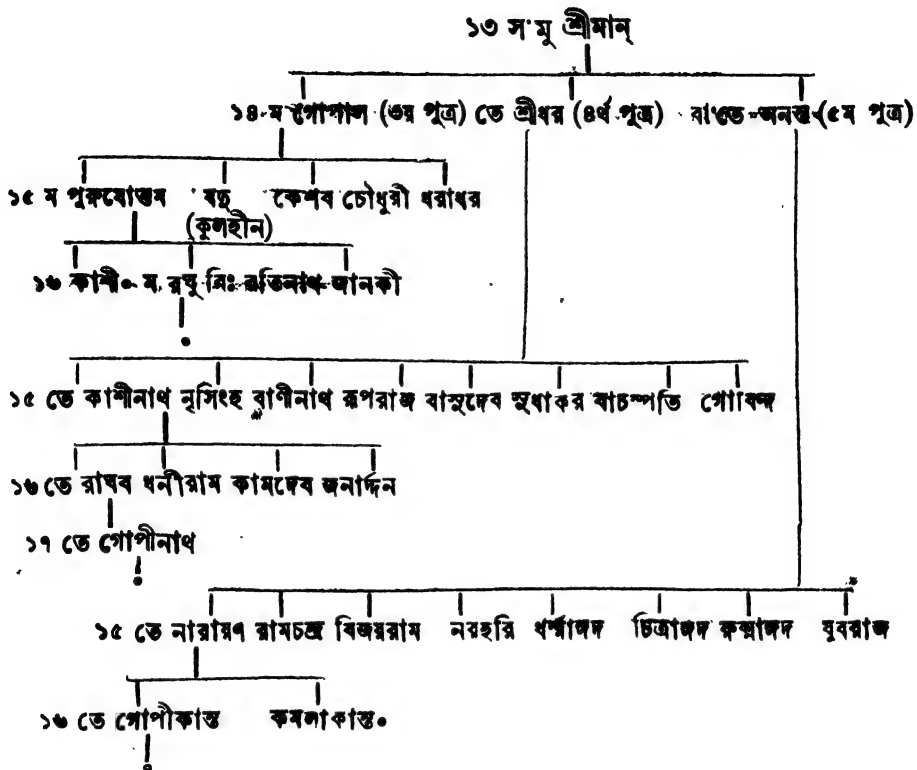 ১৩ স'মু শ্রীমান্
১৪ ম গোপাল (৩য় পুত্র) তে শ্রীধর (৪র্থ পুত্র) বা'তে অনন্ত (৫ম পুত্র)
১৫ ম পুরুষোত্তম যদু কেশব চৌধুরী ধরাধর
(কুলহীন)
১৬ কাশী॰ ম রঘু বিঃ রতিনাথ জানকী
১৫ তে কাশীনাথ নৃসিংহ বাণীনাথ রূপরাজ বাসুদেব সুধাকর বাচস্পতি গোবিন্দ
১৬ তে রাঘব ধনীরাম কামদেব জনার্দ্দন
১৭ তে গোপীনাথ
১৫ তে নারায়ণ রামচন্দ্র বিজয়রাম নরহরি ধর্ম্মাঙ্গদ চিত্রাঙ্গদ রুক্মাঙ্গদ যুবরাজ
১৬ তে গোপীকান্ত কমলাকান্ত॰